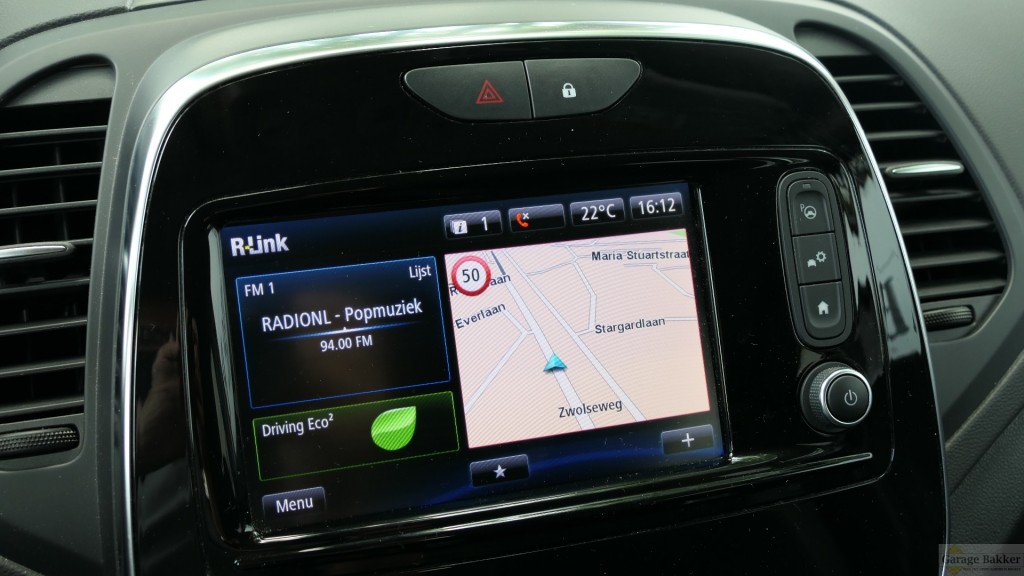 R-Link
1
22°C
16:12
FM 1
Lijst
RADIONL - Popmuziek
94.00 FM
Driving Eco²
Menu
50
Maria Stuartstraat
Everlaan
Stargardlaan
Zwolseweg
+
Garage Bakker